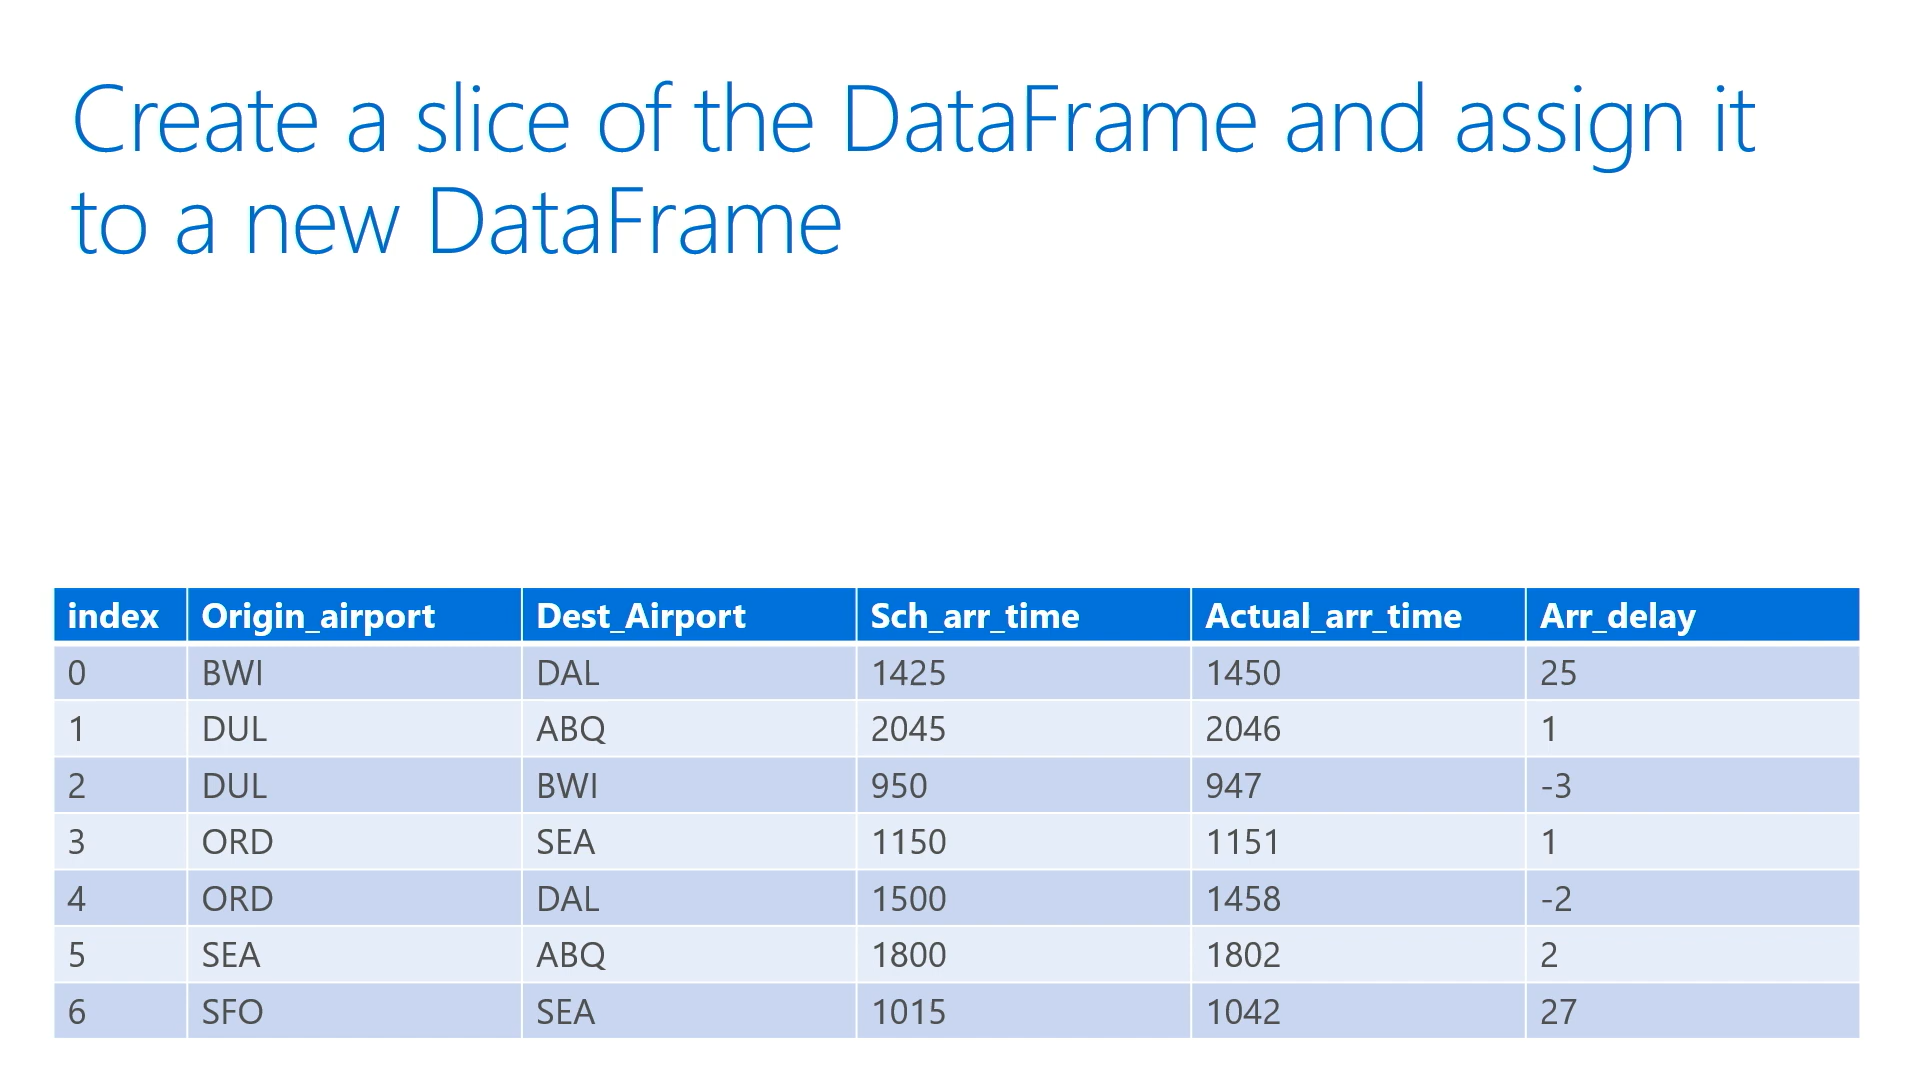 Create a slice of the DataFrame and assign it
to a new DataFrame
index Origin_airport Dest_Airport Sch_arr_time Actual_arr_time Arr_delay
0 BWI DAL 1425 1450 25
1 DUL ABQ 2045 2046 1
2 DUL BWI 950 947 -3
3 ORD SEA 1150 1151 1
4 ORD DAL 1500 1458 -2
5 SEA ABQ 1800 1802 2
6 SFO SEA 1015 1042 27